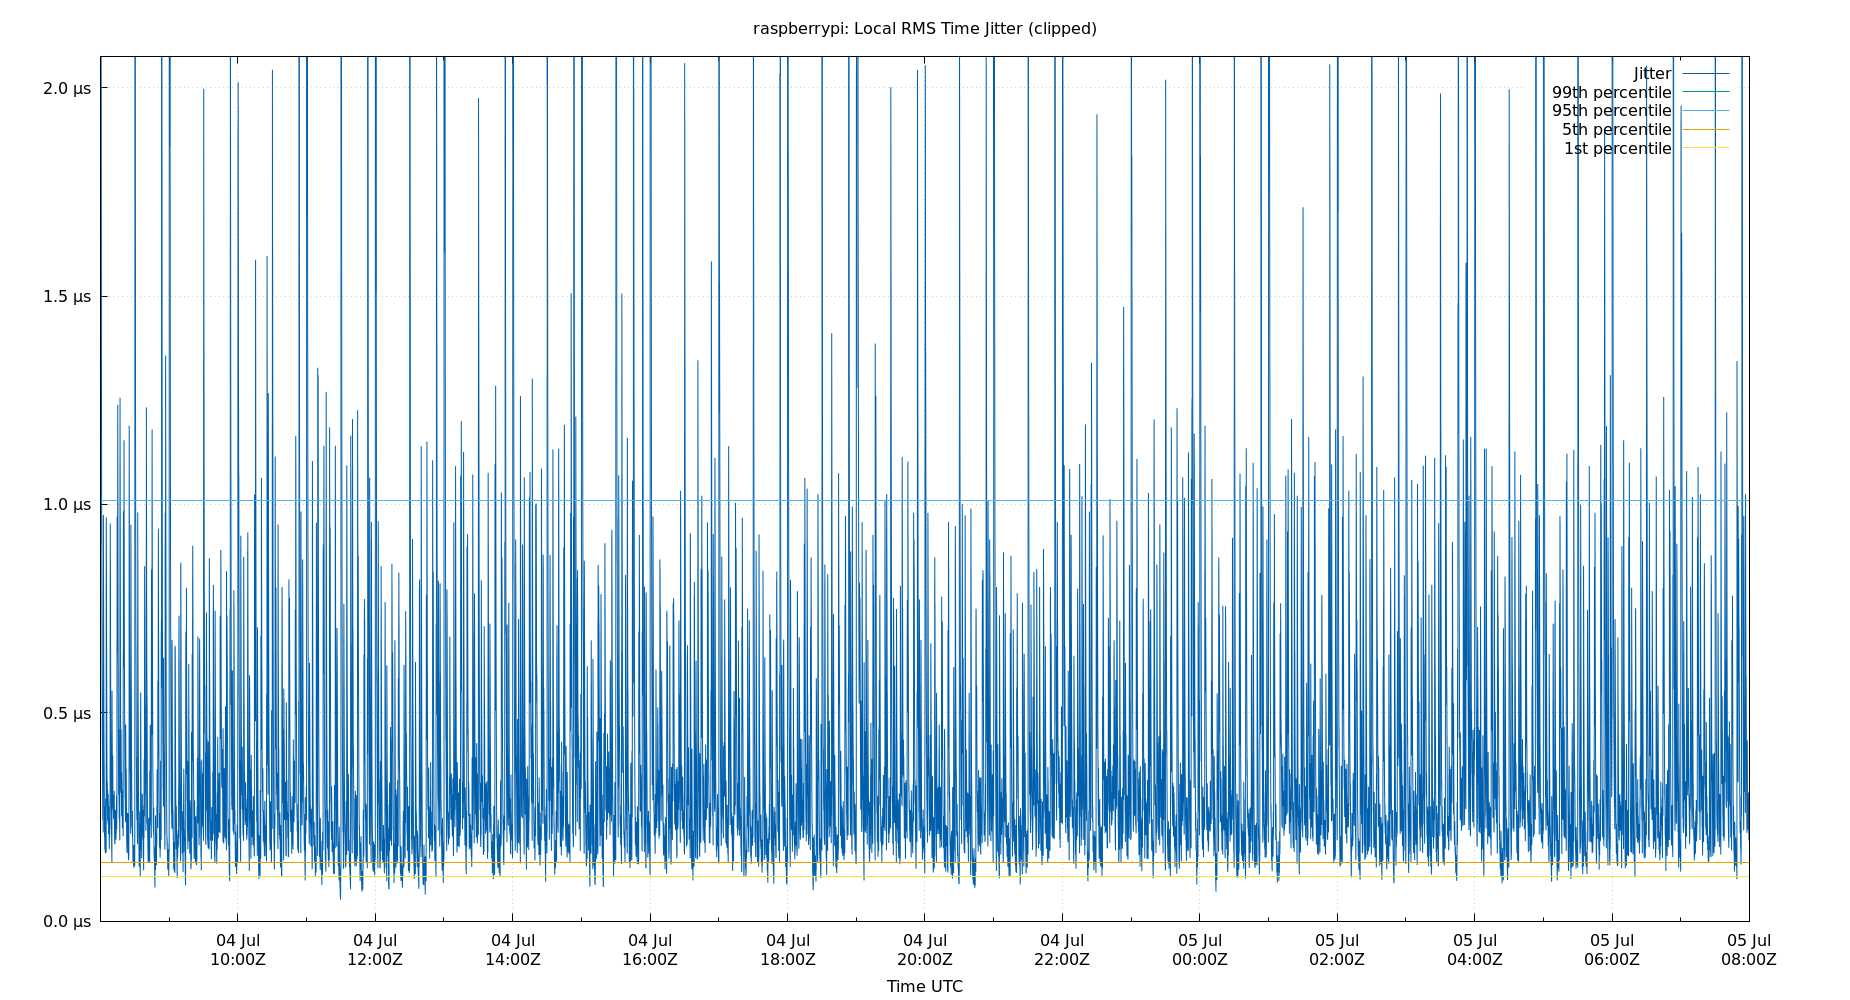 raspberrypi: Local RMS Time Jitter (clipped)
2.0 µs
1.5 µs
1.0 µs
0.5 µs
0.0 µs
Jitter
99th percentile
95th percentile
5th percentile
1st percentile
04 Jul 04 Jul 04 Jul 04 Jul 04 Jul 04 Jul 04 Jul 05 Jul 05 Jul 05 Jul 05 Jul 05 Jul
10:00Z 12:00Z 14:00Z 16:00Z 18:00Z 20:00Z 22:00Z 00:00Z 02:00Z 04:00Z 06:00Z 08:00Z
Time UTC